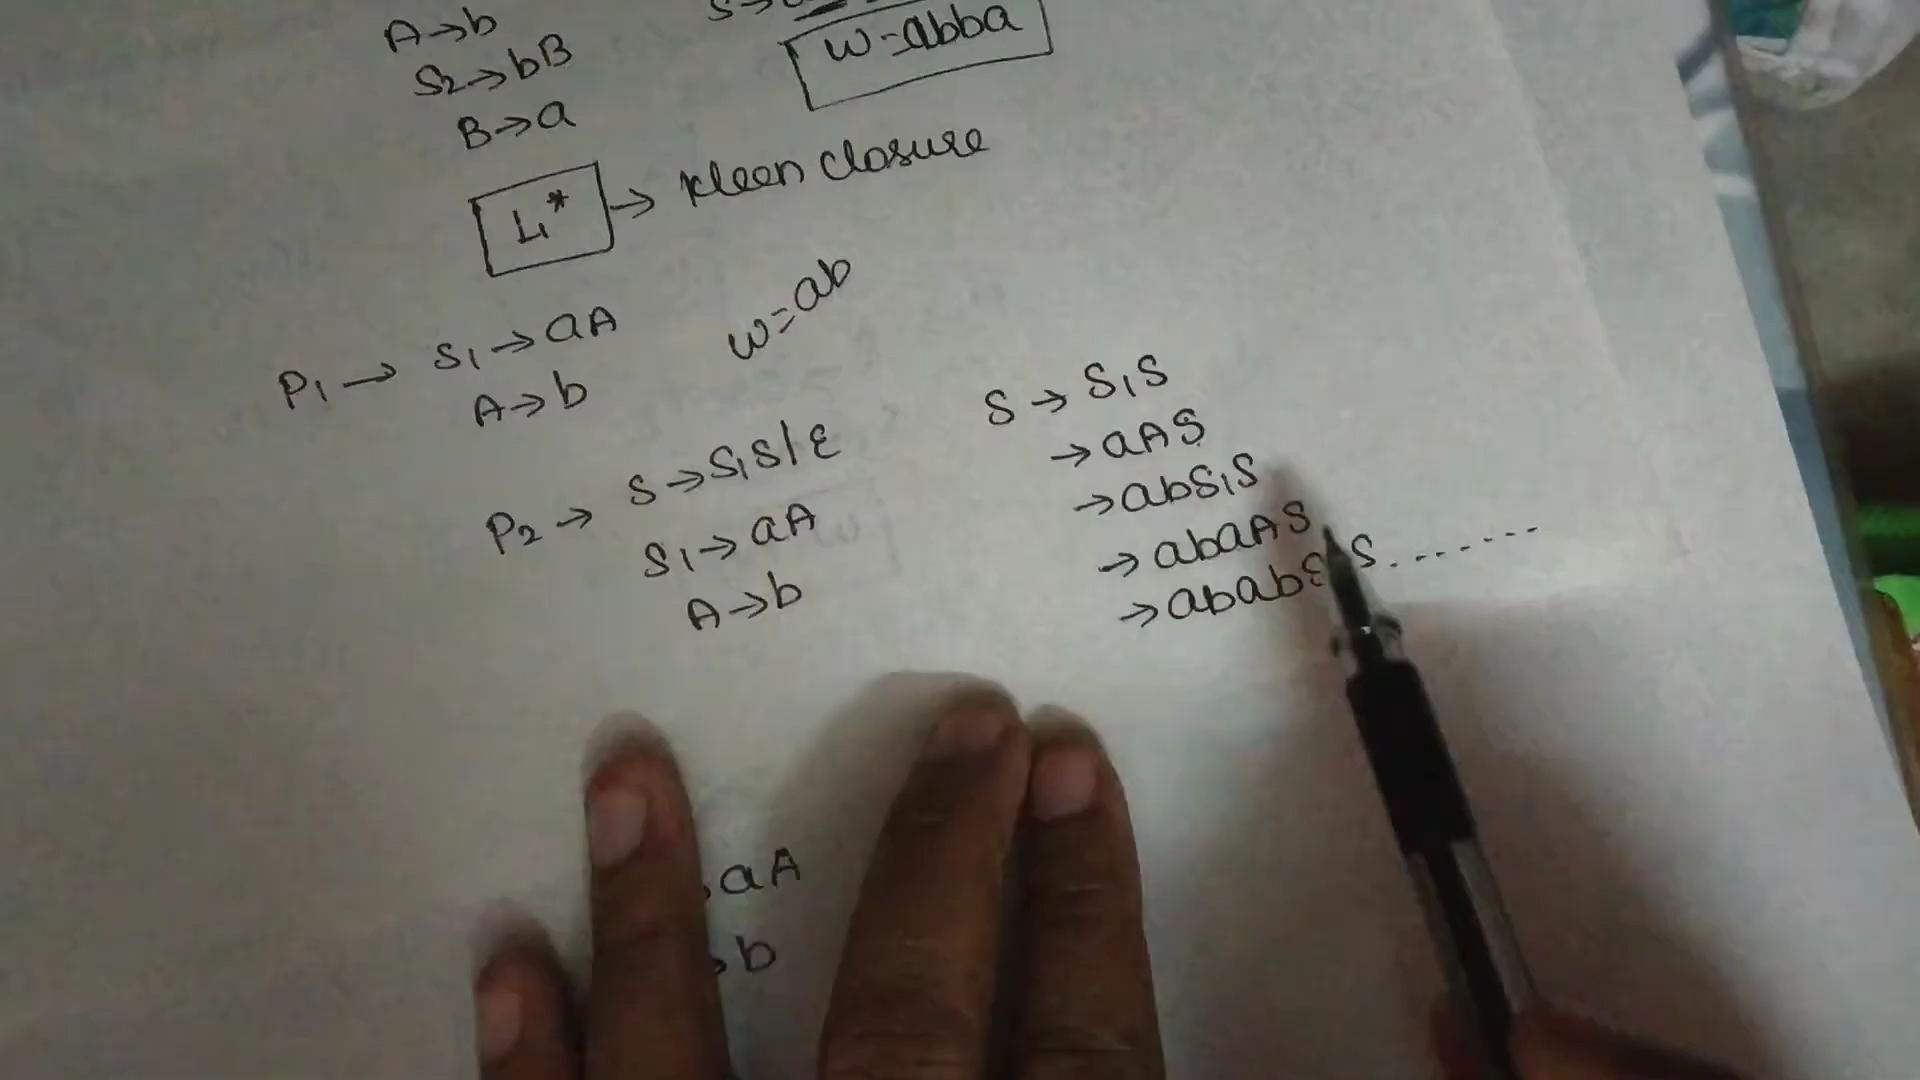 A→b
S→
S2→bB
w=abba
B→a
L1* → kleen closure
w=ab
P1→ S1→aA
A→b
P2→ S→S1S/ε
S1→aA
A→b
S→S1S
→aAS
→abS1S
→abaAS
→ababS1S.......
aA
b